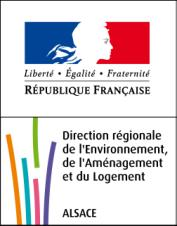 Liberté • Égalité • Fraternité
RÉPUBLIQUE FRANÇAISE
Direction régionale
de l'Environnement,
de l'Aménagement
et du Logement
ALSACE